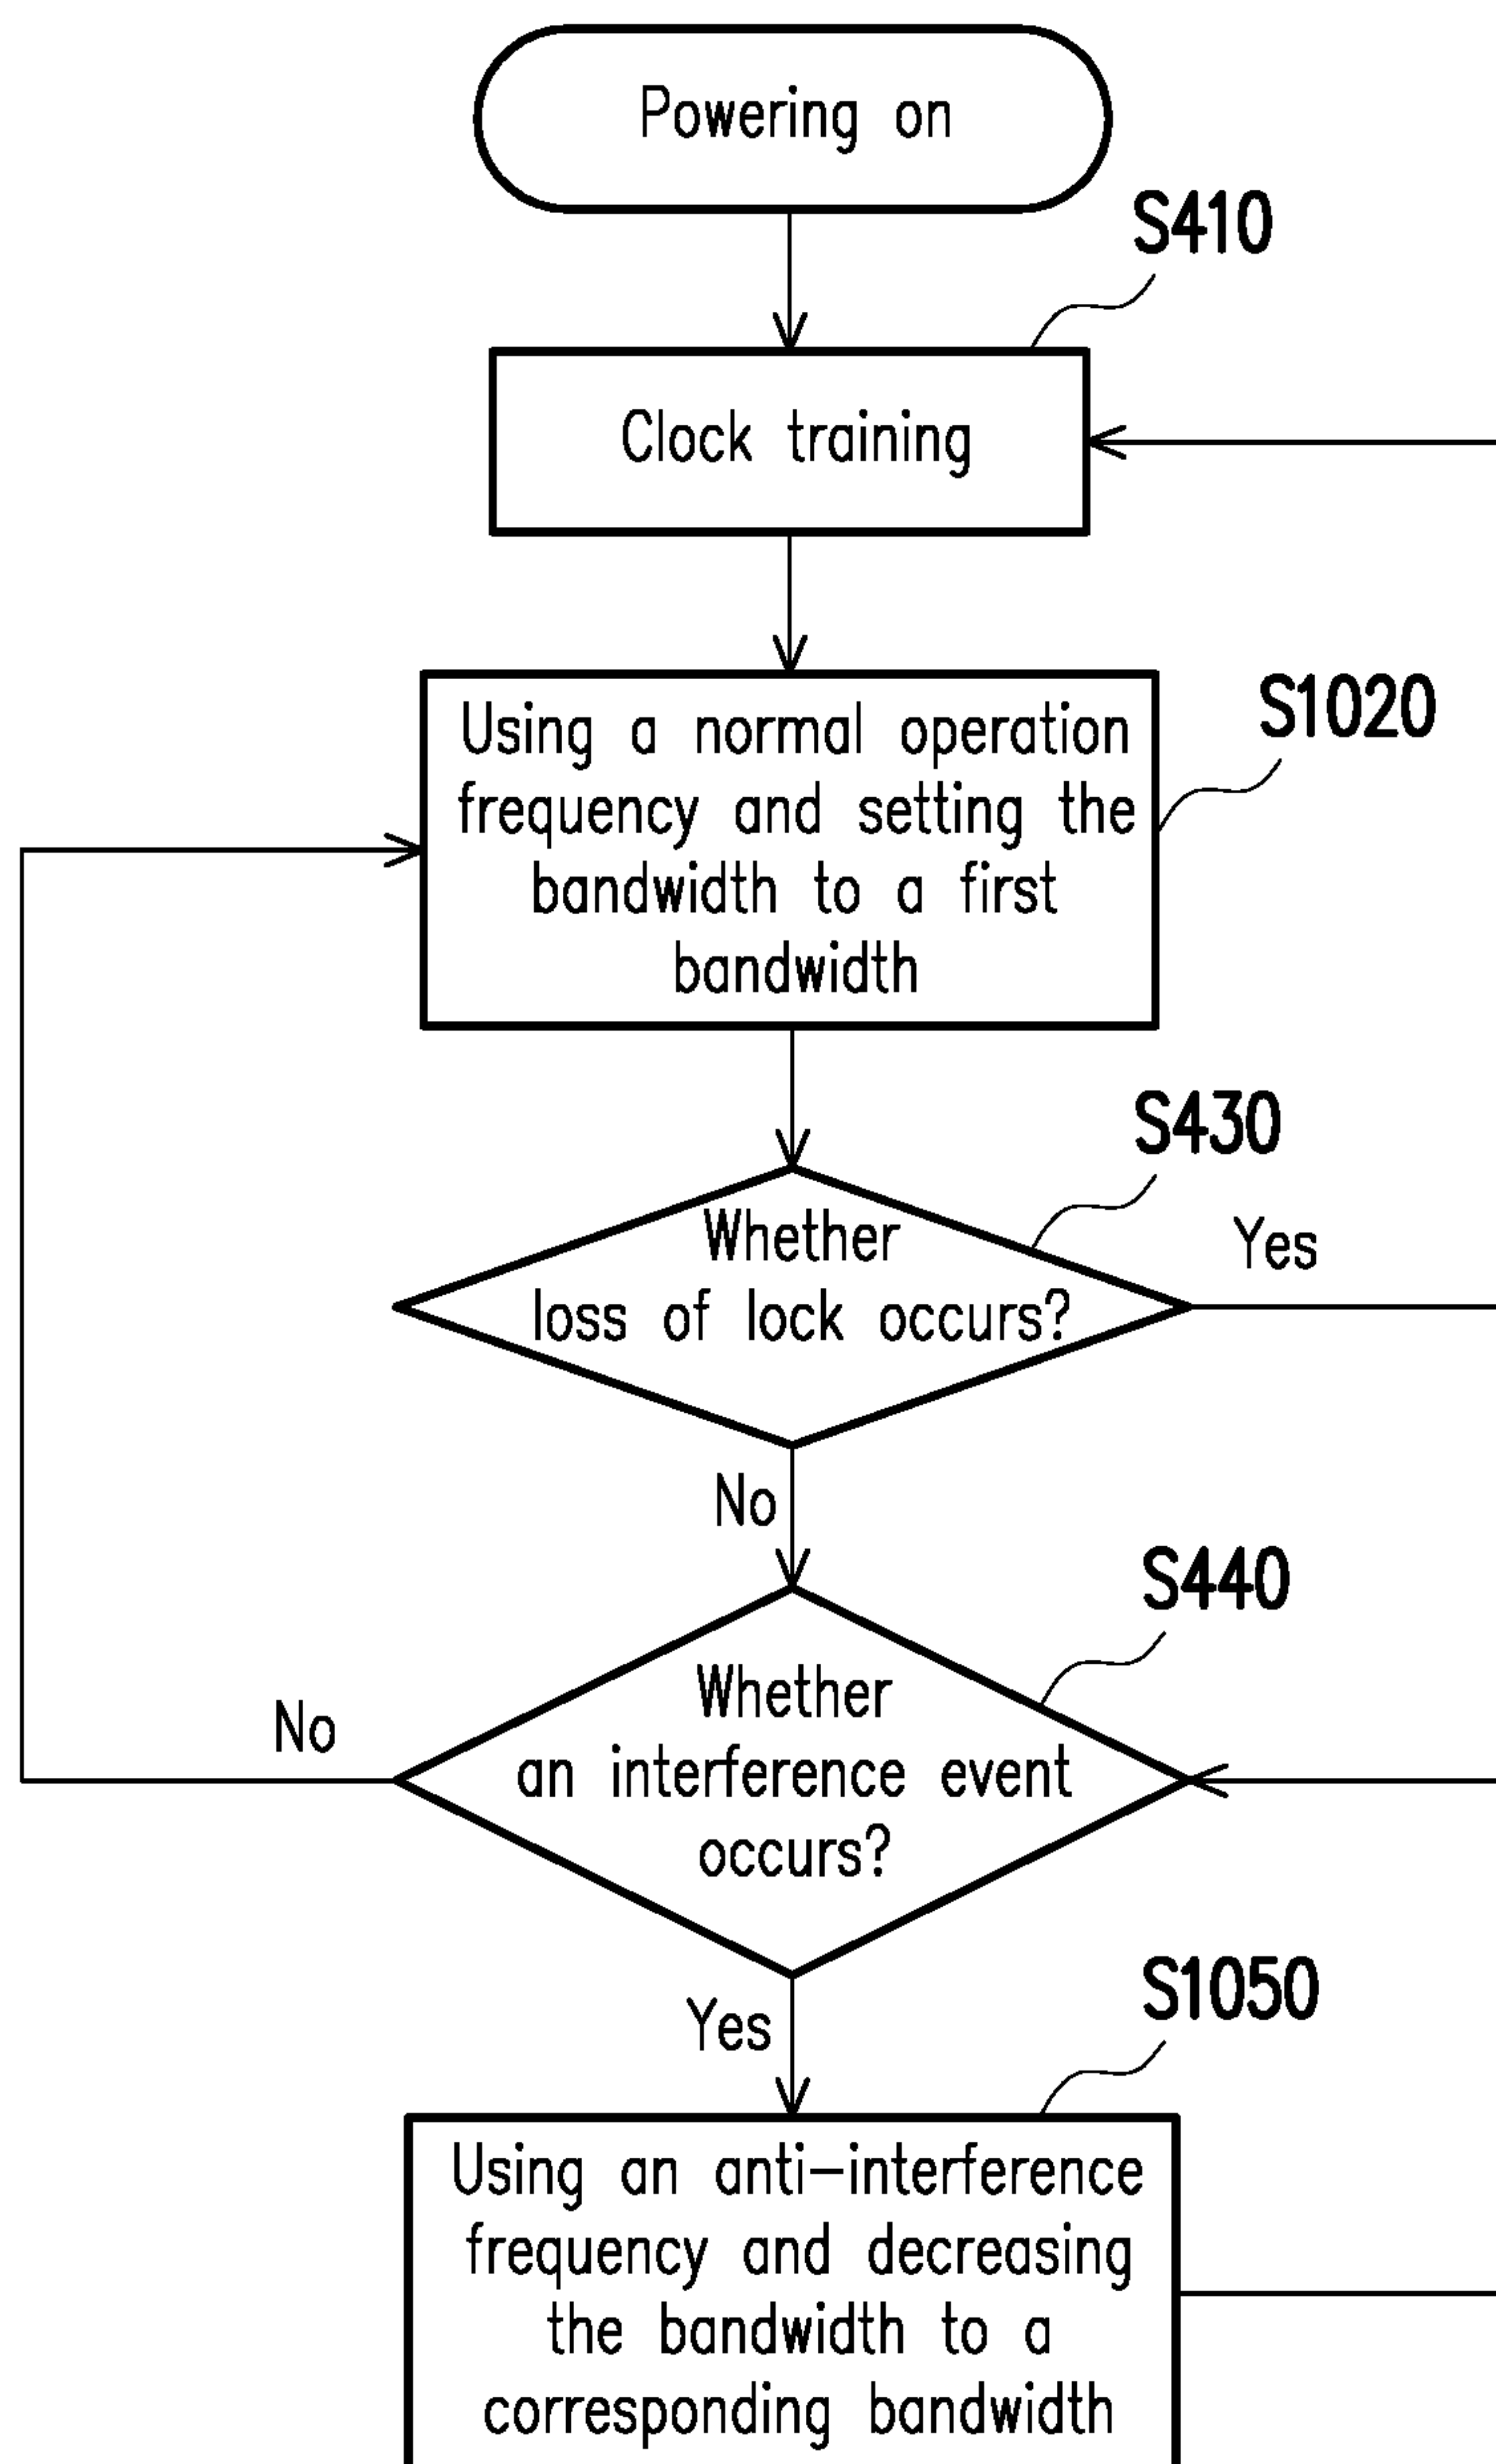 Powering on
S410
Clock training
S1020
Using a normal operation
frequency and setting the
bandwidth to a first
bandwidth
S430
Whether
loss of lock occurs?
Yes
No
S440
Whether
an interference event
occurs?
No
Yes
S1050
Using an anti-interference
frequency and decreasing
the bandwidth to a
corresponding bandwidth